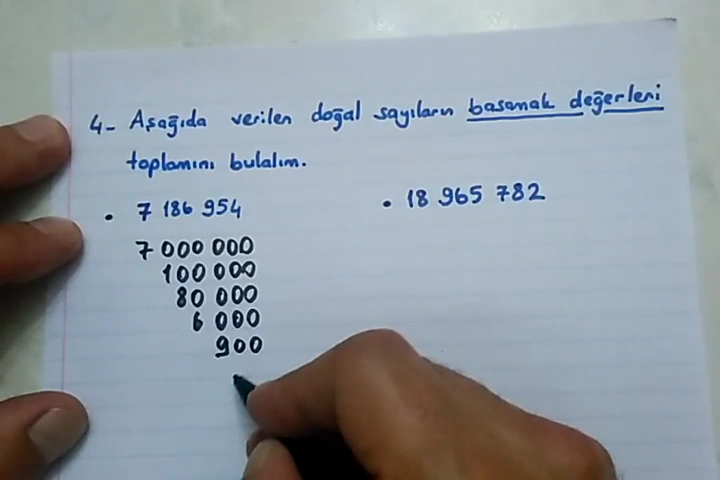 4- Aşağıda verilen doğal sayıların basamak değerleri
toplamını bulalım.
• 7 186 954
• 18 965 782
7 000 000
100 000
80 000
6 000
900